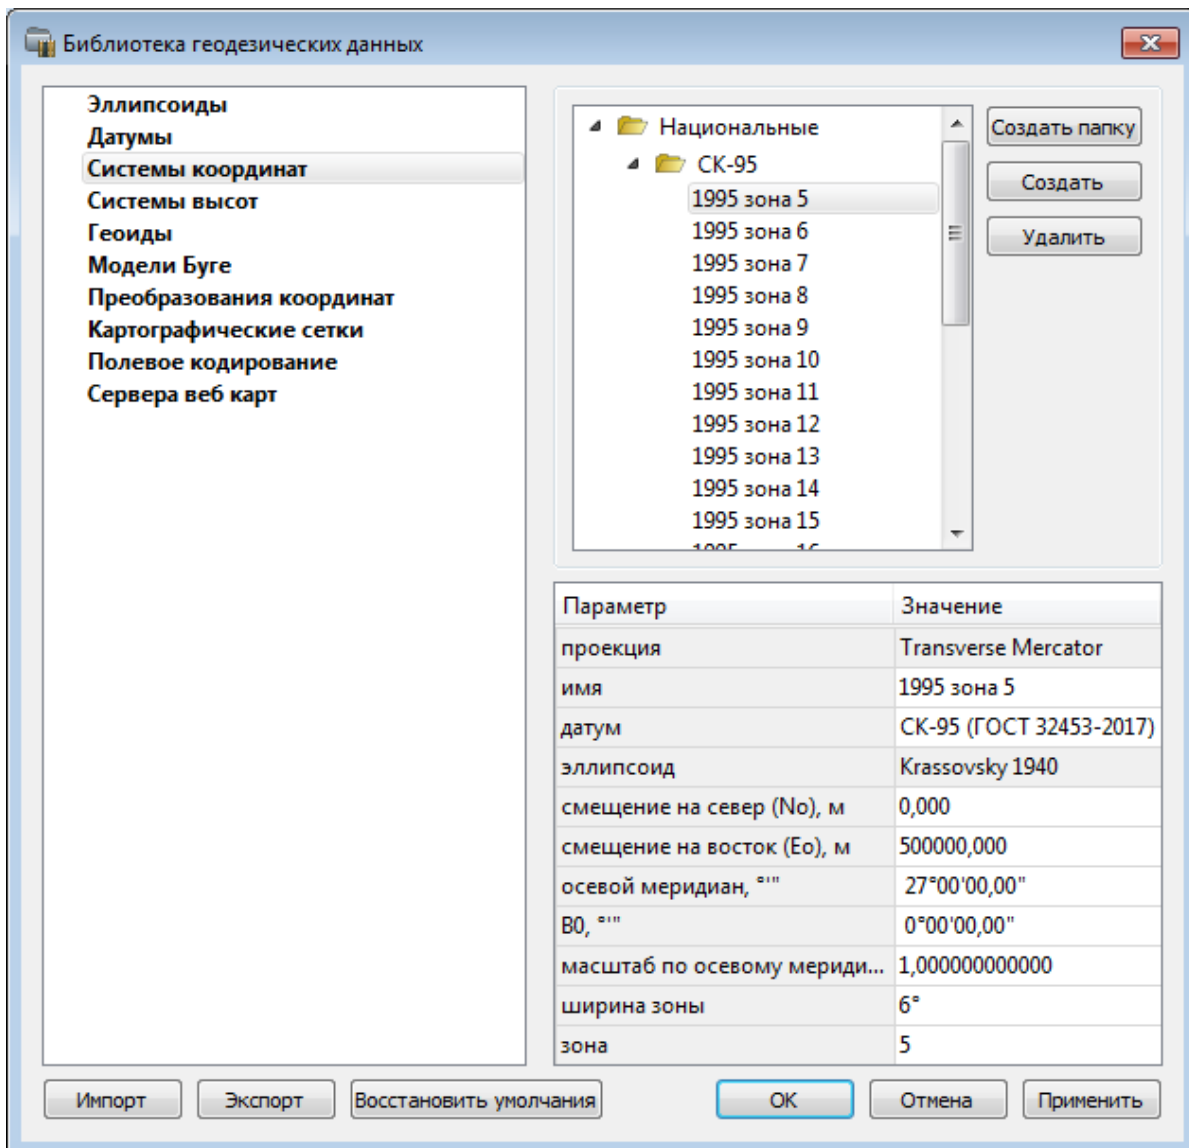 Библиотека геодезических данных
Эллипсоиды
Датумы
Системы координат
Системы высот
Геоиды
Модели Буге
Преобразования координат
Картографические сетки
Полевое кодирование
Сервера веб карт
Национальные
СК-95
1995 зона 5
1995 зона 6
1995 зона 7
1995 зона 8
1995 зона 9
1995 зона 10
1995 зона 11
1995 зона 12
1995 зона 13
1995 зона 14
1995 зона 15
Создать папку
Создать
Удалить
Параметр Значение
проекция Transverse Mercator
имя 1995 зона 5
датум СК-95 (ГОСТ 32453-2017)
эллипсоид Krassovsky 1940
смещение на север (No), м 0,000
смещение на восток (Eo), м 500000,000
осевой меридиан, °'" 27°00'00,00"
B0, °'" 0°00'00,00"
масштаб по осевому мериди... 1,000000000000
ширина зоны 6°
зона 5
Импорт Экспорт Восстановить умолчания OK Отмена Применить